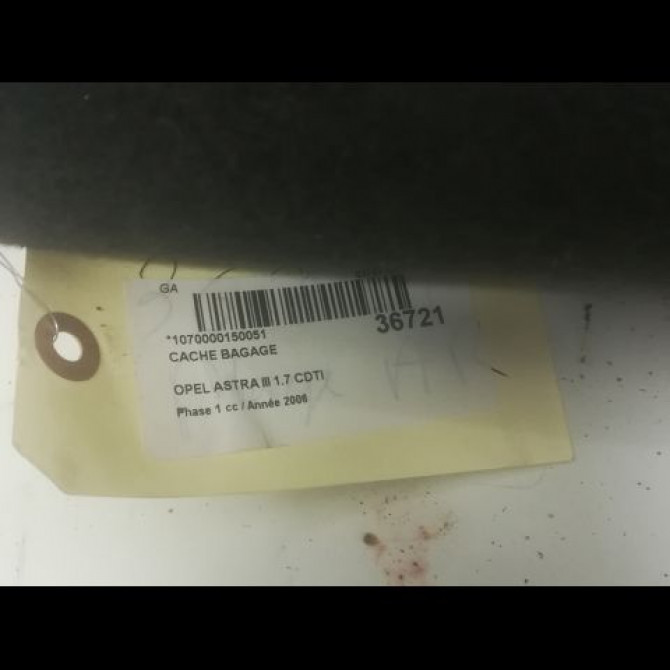 GA
36721
*1070000150051
CACHE BAGAGE
OPEL ASTRA III 1.7 CDTI
Phase 1 cc / Année 2006